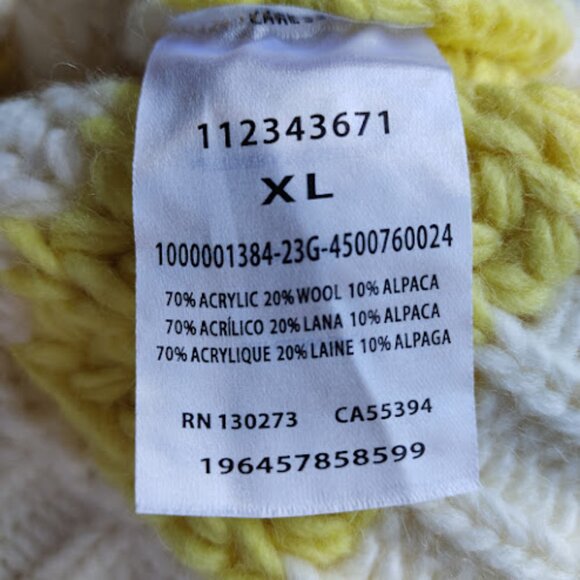 112343671
XL
1000001384-23G-4500760024
70% ACRYLIC 20% WOOL 10% ALPACA
70% ACRÍLICO 20% LANA 10% ALPACA
70% ACRYLIQUE 20% LAINE 10% ALPAGA
RN 130273 CA55394
196457858599